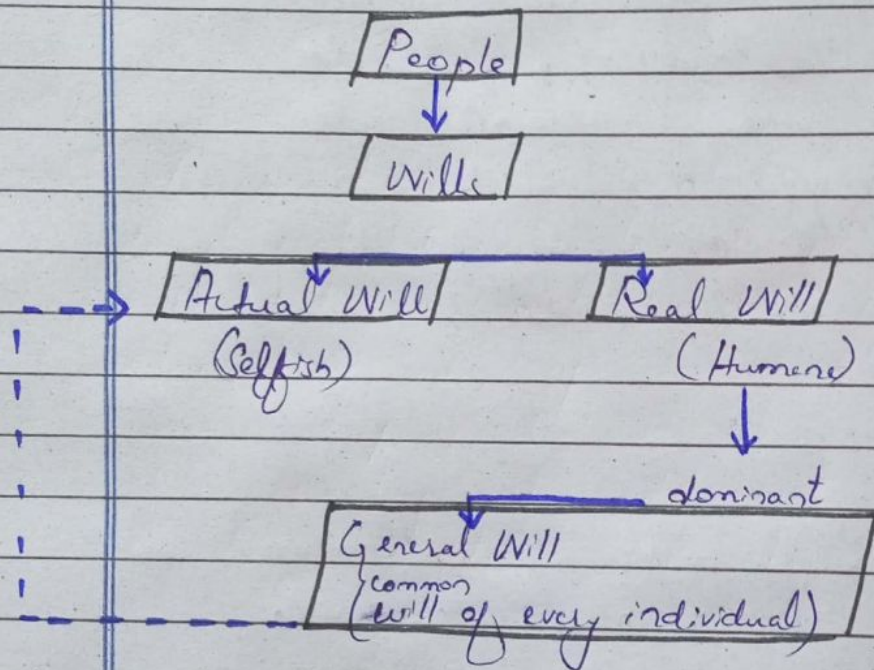 People
Wills
Actual Will
Real Will
(Selfish)
(Humane)
dominant
General Will
common
(will of every individual)